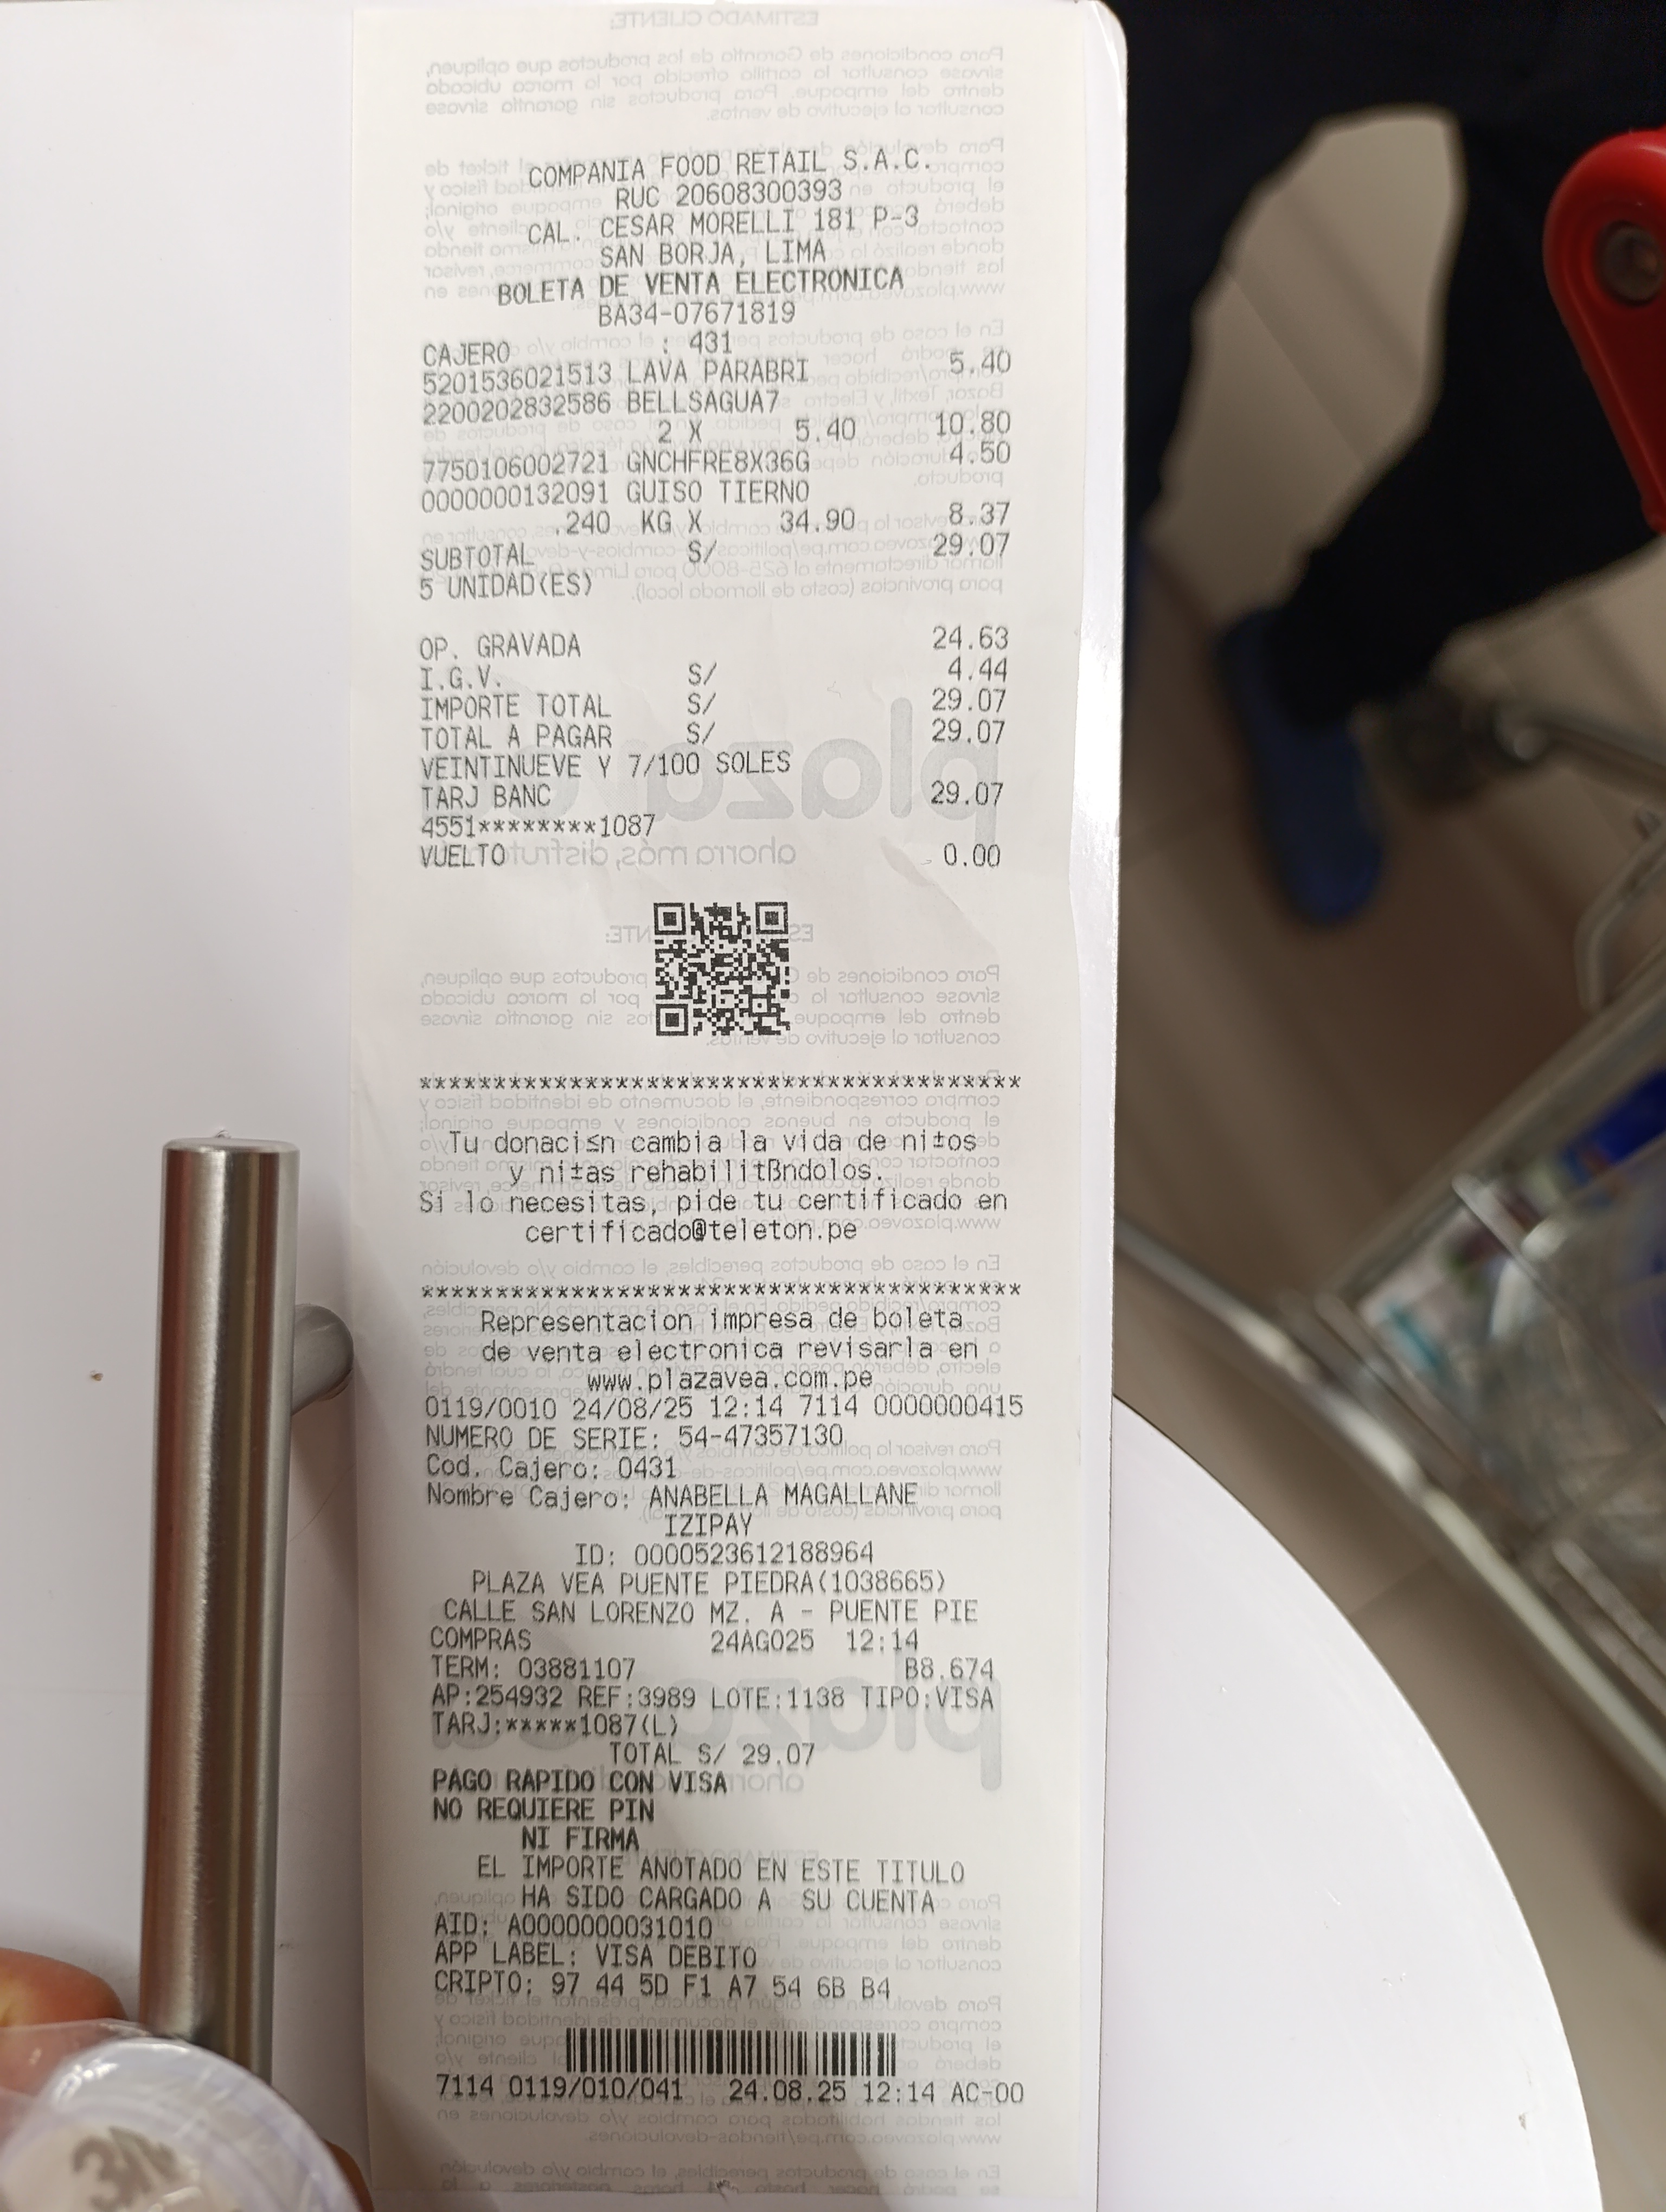 COMPANIA FOOD RETAIL S.A.C.
RUC 20608300393
CAL. CESAR MORELLI 181 P-3
SAN BORJA, LIMA
BOLETA DE VENTA ELECTRONICA
BA34-07671819
CAJERO : 431
5201536021513 LAVA PARABRI 5.40
2200202832586 BELLSAGUA7
2 X 5.40 10.80
7750106002721 GNCHFRE8X36G 4.50
0000000132091 GUISO TIERNO
.240 KG X 34.90 8.37
SUBTOTAL S/ 29.07
5 UNIDAD(ES)
OP. GRAVADA 24.63
I.G.V. S/ 4.44
IMPORTE TOTAL S/ 29.07
TOTAL A PAGAR S/ 29.07
VEINTINUEVE Y 7/100 SOLES
TARJ BANC 29.07
4551********1087
VUELTO 0.00
*****************************************
Tu donaci≤n cambia la vida de ni±os
y ni±as rehabilitßndolos.
Si lo necesitas, pide tu certificado en
certificado@teleton.pe
*****************************************
Representacion impresa de boleta
de venta electronica revisarla en
www.plazavea.com.pe
0119/0010 24/08/25 12:14 7114 0000000415
NUMERO DE SERIE: 54-47357130
Cod. Cajero: 0431
Nombre Cajero: ANABELLA MAGALLANE
IZIPAY
ID: 0000523612188964
PLAZA VEA PUENTE PIEDRA(1038665)
CALLE SAN LORENZO MZ. A - PUENTE PIE
COMPRAS 24AGO25 12:14
TERM: 03881107 B8.674
AP:254932 REF:3989 LOTE:1138 TIPO:VISA
TARJ:*****1087(L)
TOTAL S/ 29.07
PAGO RAPIDO CON VISA
NO REQUIERE PIN
NI FIRMA
EL IMPORTE ANOTADO EN ESTE TITULO
HA SIDO CARGADO A SU CUENTA
AID: A0000000031010
APP LABEL: VISA DEBITO
CRIPTO: 97 44 5D F1 A7 54 6B B4
7114 0119/010/041 24.08.25 12:14 AC-00